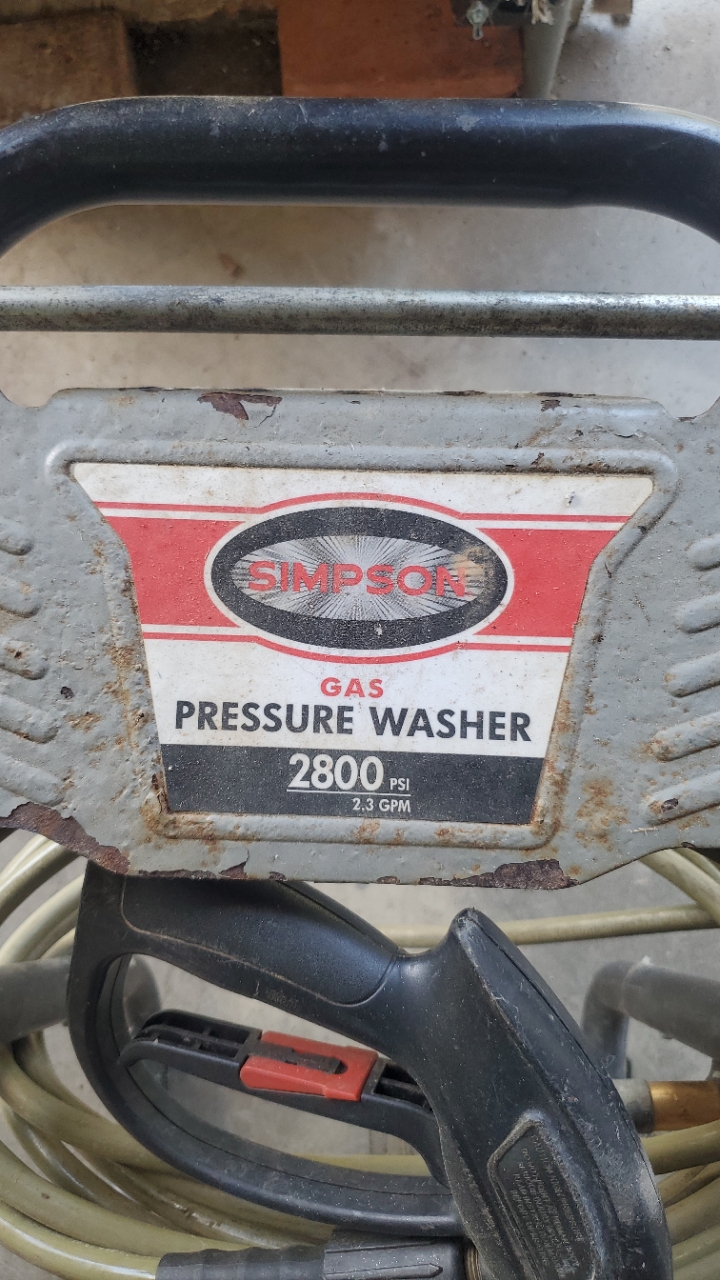 SIMPSON
GAS
PRESSURE WASHER
2800 PSI
2.3 GPM